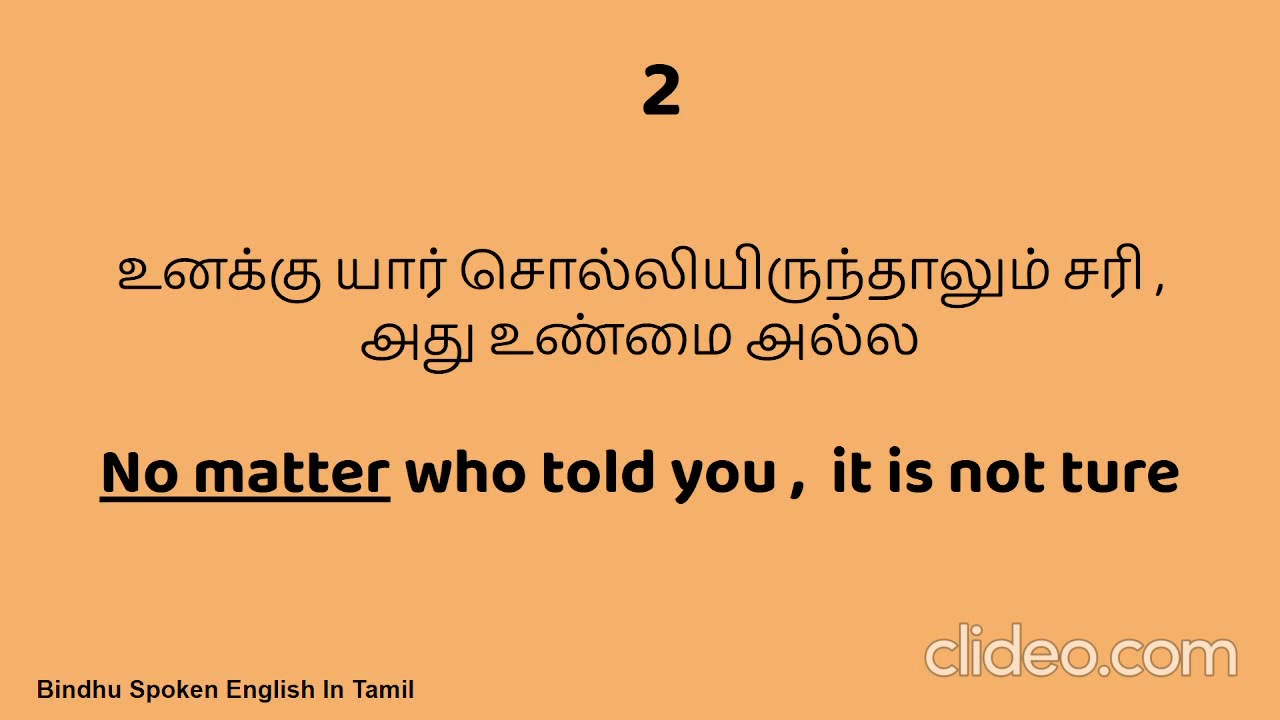 2
உனக்கு யார் சொல்லியிருந்தாலும் சரி ,
அது உண்மை அல்ல
No matter who told you , it is not ture
clideo.com
Bindhu Spoken English In Tamil